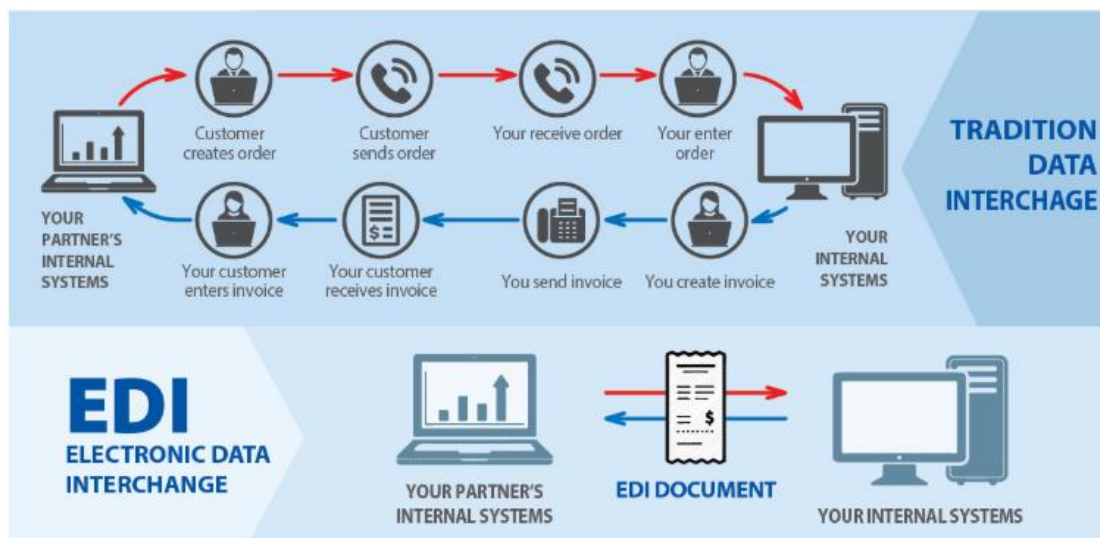 Customer
creates order
Customer
sends order
Your receive order
Your enter
order
TRADITION
DATA
INTERCHAGE
YOUR
PARTNER'S
INTERNAL
SYSTEMS
Your customer
enters invoice
$
Your customer
receives invoice
You send invoice
You create invoice
YOUR
INTERNAL
SYSTEMS
EDI
ELECTRONIC DATA
INTERCHANGE
YOUR PARTNER'S
INTERNAL SYSTEMS
$
EDI DOCUMENT
YOUR INTERNAL SYSTEMS